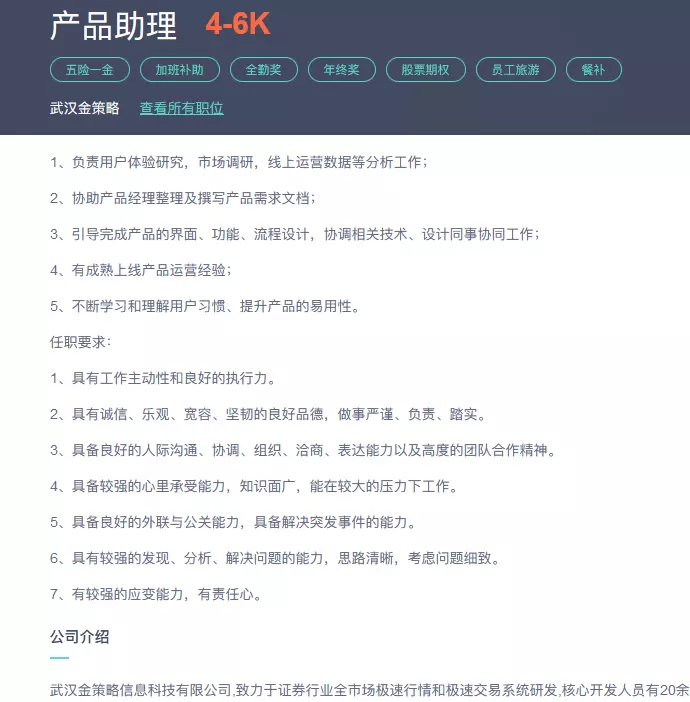 产品助理 4-6K
五险一金 加班补助 全勤奖 年终奖 股票期权 员工旅游 餐补
武汉金策略 查看所有职位
1、负责用户体验研究，市场调研，线上运营数据等分析工作；
2、协助产品经理整理及撰写产品需求文档；
3、引导完成产品的界面、功能、流程设计，协调相关技术、设计同事协同工作；
4、有成熟上线产品运营经验；
5、不断学习和理解用户习惯、提升产品的易用性。
任职要求：
1、具有工作主动性和良好的执行力。
2、具有诚信、乐观、宽容、坚韧的良好品德，做事严谨、负责、踏实。
3、具备良好的人际沟通、协调、组织、洽商、表达能力以及高度的团队合作精神。
4、具备较强的心里承受能力，知识面广，能在较大的压力下工作。
5、具备良好的外联与公关能力，具备解决突发事件的能力。
6、具有较强的发现、分析、解决问题的能力，思路清晰，考虑问题细致。
7、有较强的应变能力，有责任心。
公司介绍
武汉金策略信息科技有限公司,致力于证券行业全市场极速行情和极速交易系统研发,核心开发人员有20余